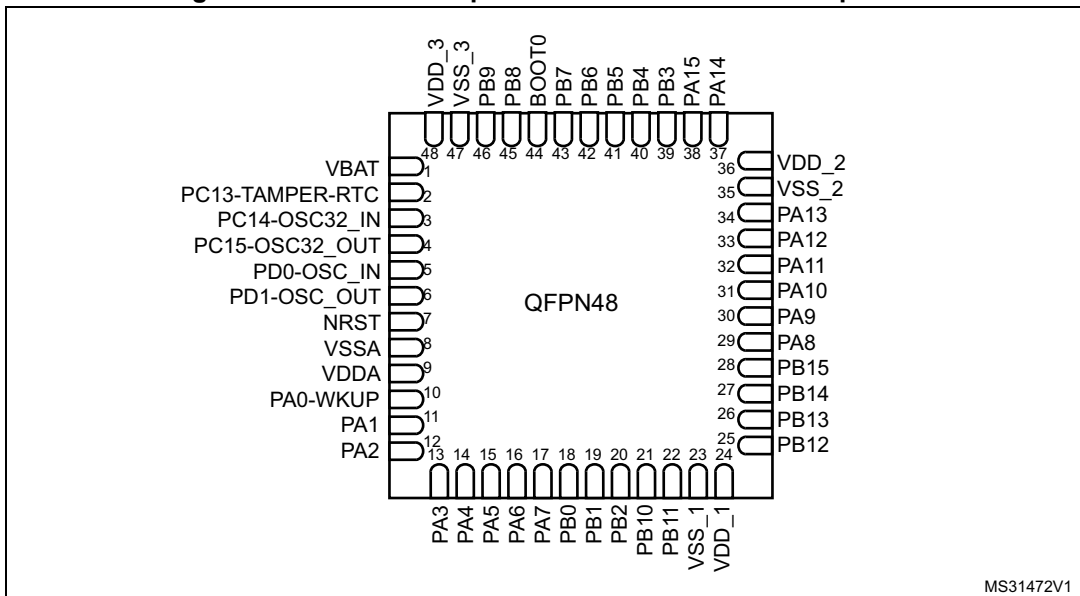 VDD_3
VSS_3
PB9
PB8
BOOT0
PB7
PB6
PB5
PB4
PB3
PA15
PA14
48 47 46 45 44 43 42 41 40 39 38 37
VBAT 1
PC13-TAMPER-RTC 2
PC14-OSC32_IN 3
PC15-OSC32_OUT 4
PD0-OSC_IN 5
PD1-OSC_OUT 6
NRST 7
VSSA 8
VDDA 9
PA0-WKUP 10
PA1 11
PA2 12
QFPN48
36 VDD_2
35 VSS_2
34 PA13
33 PA12
32 PA11
31 PA10
30 PA9
29 PA8
28 PB15
27 PB14
26 PB13
25 PB12
13 14 15 16 17 18 19 20 21 22 23 24
PA3
PA4
PA5
PA6
PA7
PB0
PB1
PB2
PB10
PB11
VSS_1
VDD_1
MS31472V1